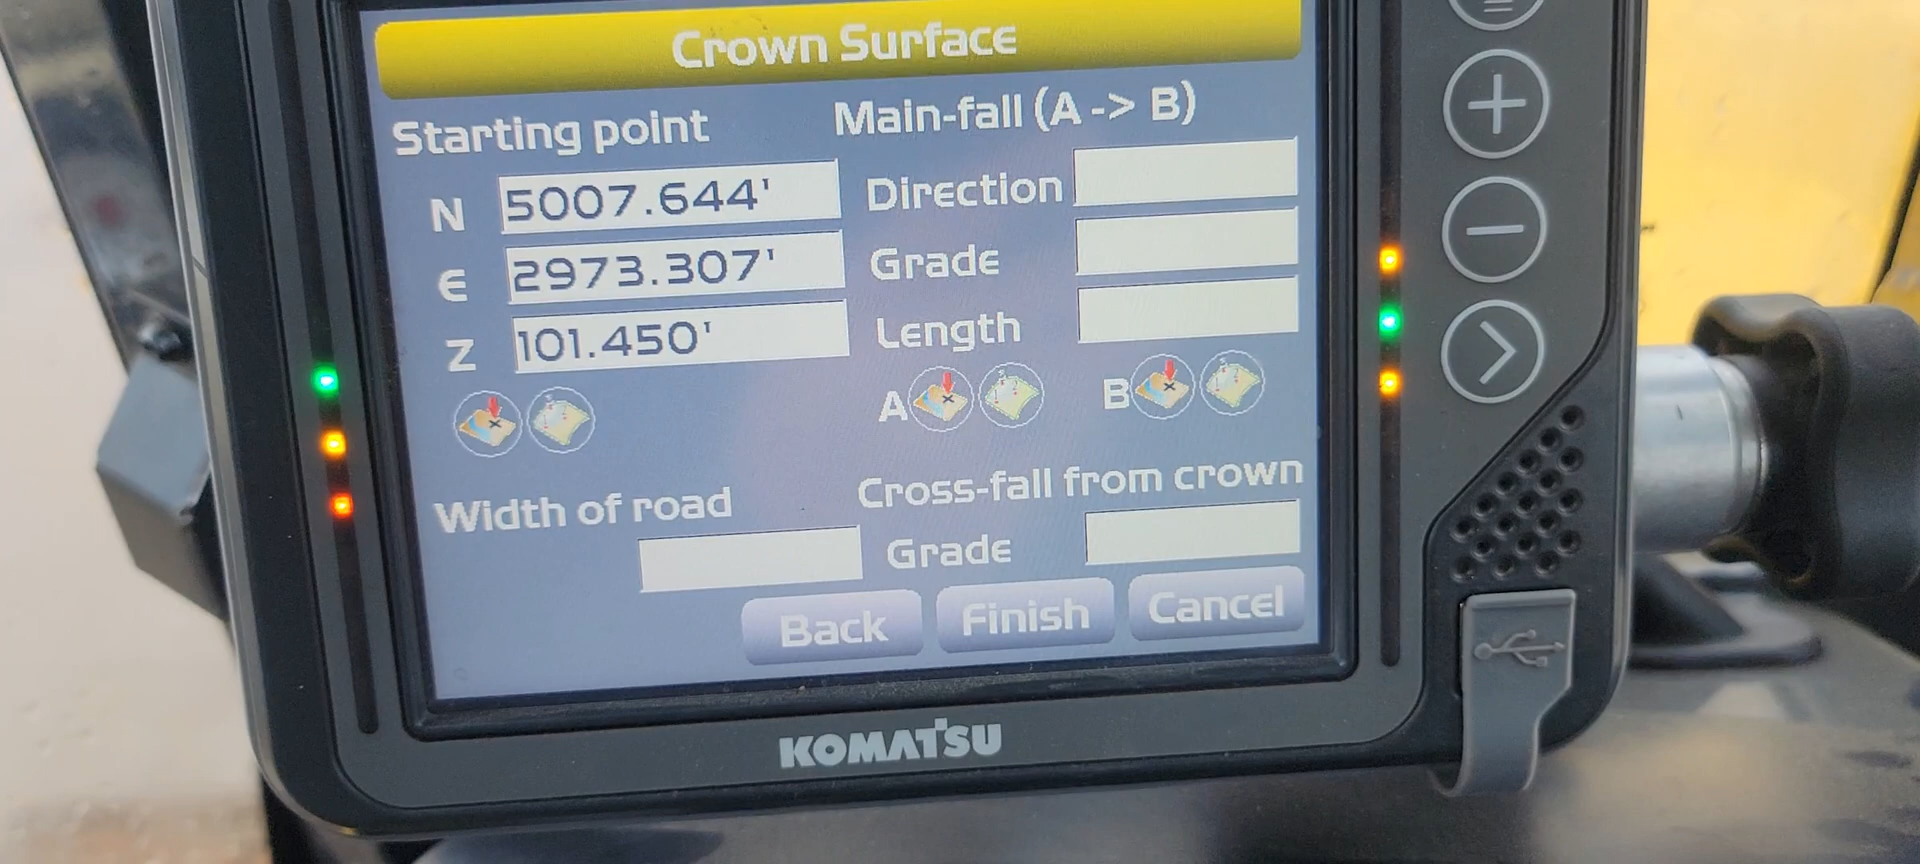 Crown Surface
Starting point
N 5007.644'
E 2973.307'
Z 101.450'
Main-fall (A -> B)
Direction
Grade
Length
A B
Width of road
Cross-fall from crown
Grade
Back Finish Cancel
KOMATSU